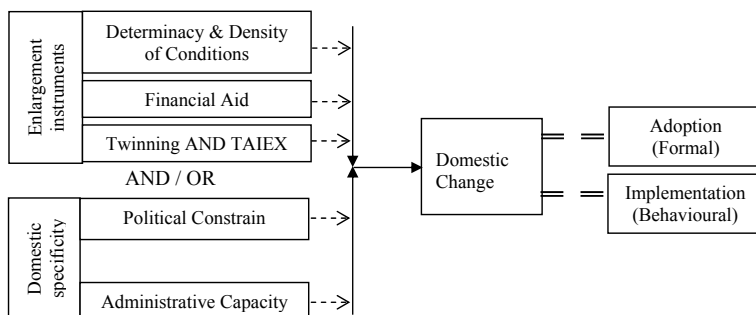 Enlargement
instruments
Determinacy & Density
of Conditions
Financial Aid
Twinning AND TAIEX
AND / OR
Domestic
specificity
Political Constrain
Administrative Capacity
Domestic
Change
Adoption
(Formal)
Implementation
(Behavioural)